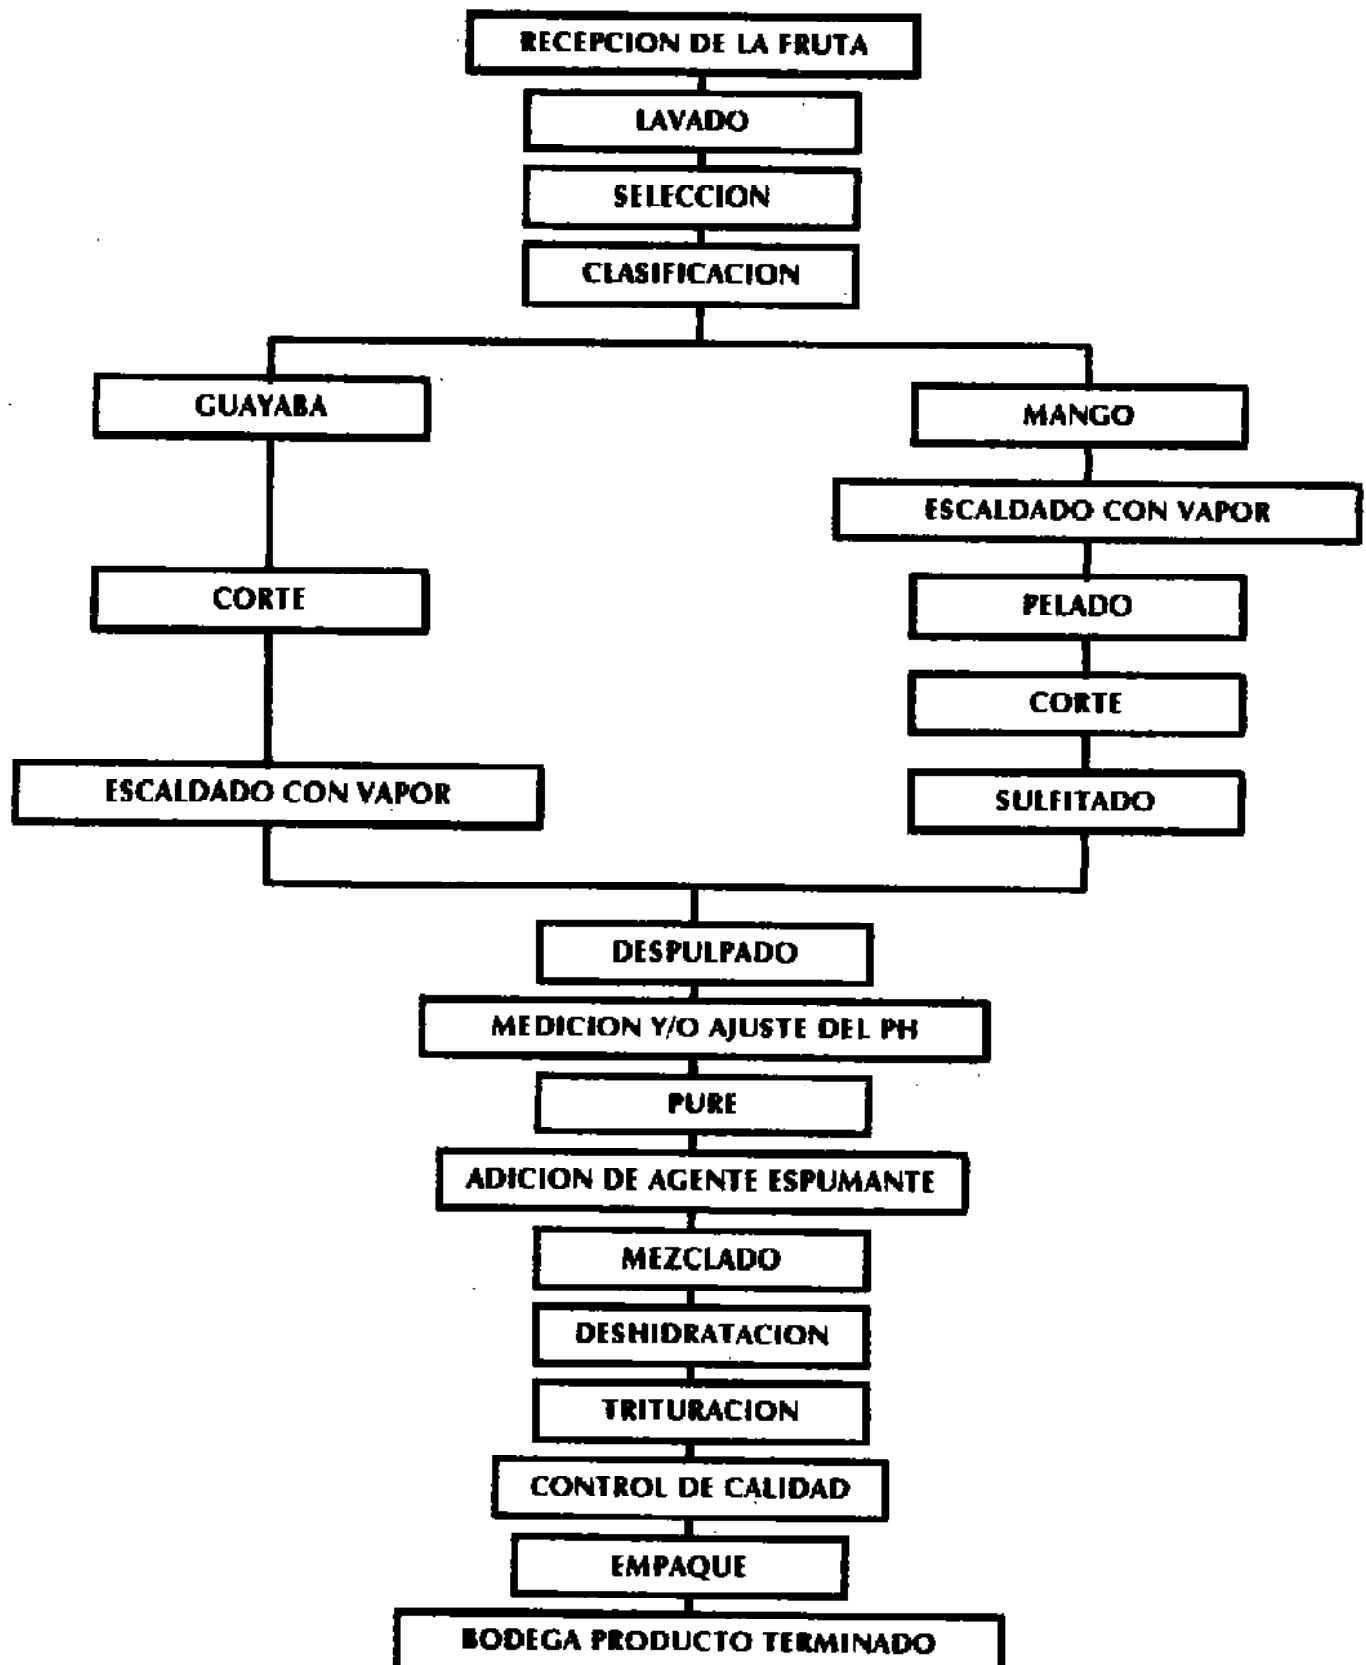 RECEPCION DE LA FRUTA
LAVADO
SELECCION
CLASIFICACION
GUAYABA
CORTE
ESCALDADO CON VAPOR
MANGO
ESCALDADO CON VAPOR
PELADO
CORTE
SULFITADO
DESPULPADO
MEDICION Y/O AJUSTE DEL PH
PURE
ADICION DE AGENTE ESPUMANTE
MEZCLADO
DESHIDRATACION
TRITURACION
CONTROL DE CALIDAD
EMPAQUE
BODEGA PRODUCTO TERMINADO